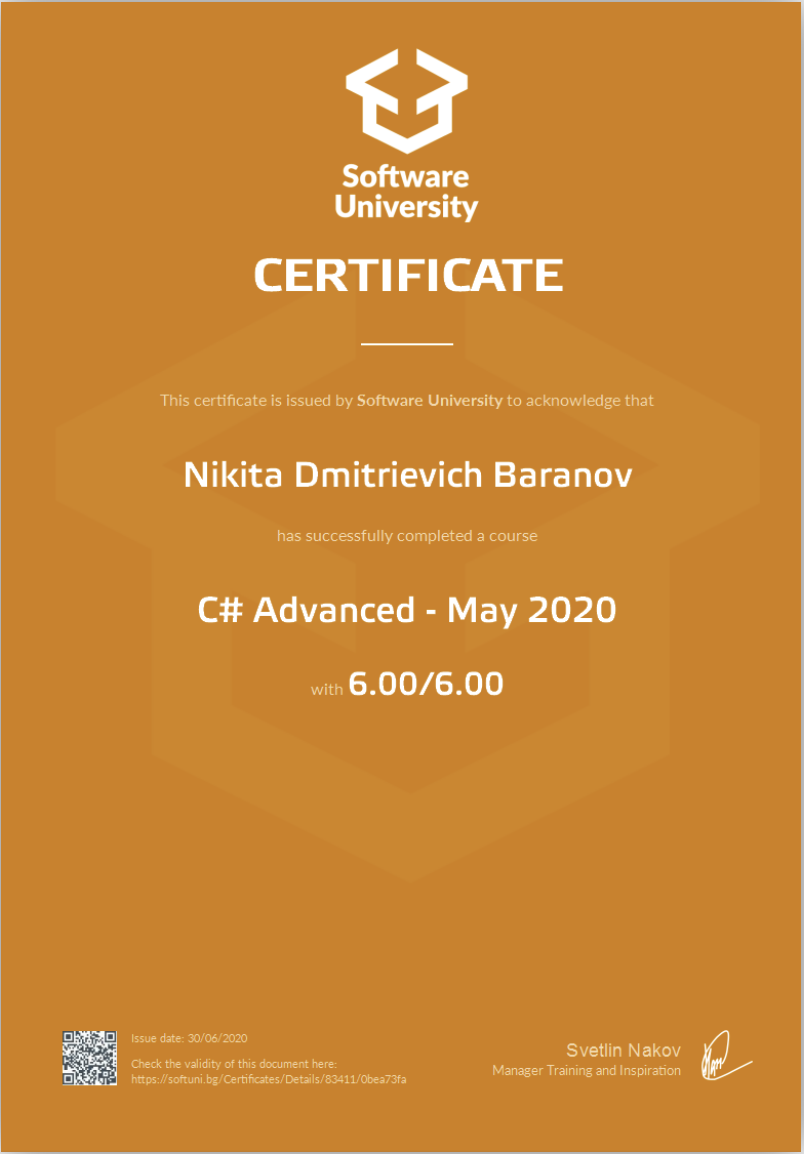 Software
University
CERTIFICATE
This certificate is issued by Software University to acknowledge that
Nikita Dmitrievich Baranov
has successfully completed a course
C# Advanced - May 2020
with 6.00/6.00
Issue date: 30/06/2020
Check the validity of this document here:
https://softuni.bg/Certificates/Details/83411/0bea73fa
Svetlin Nakov
Manager Training and Inspiration